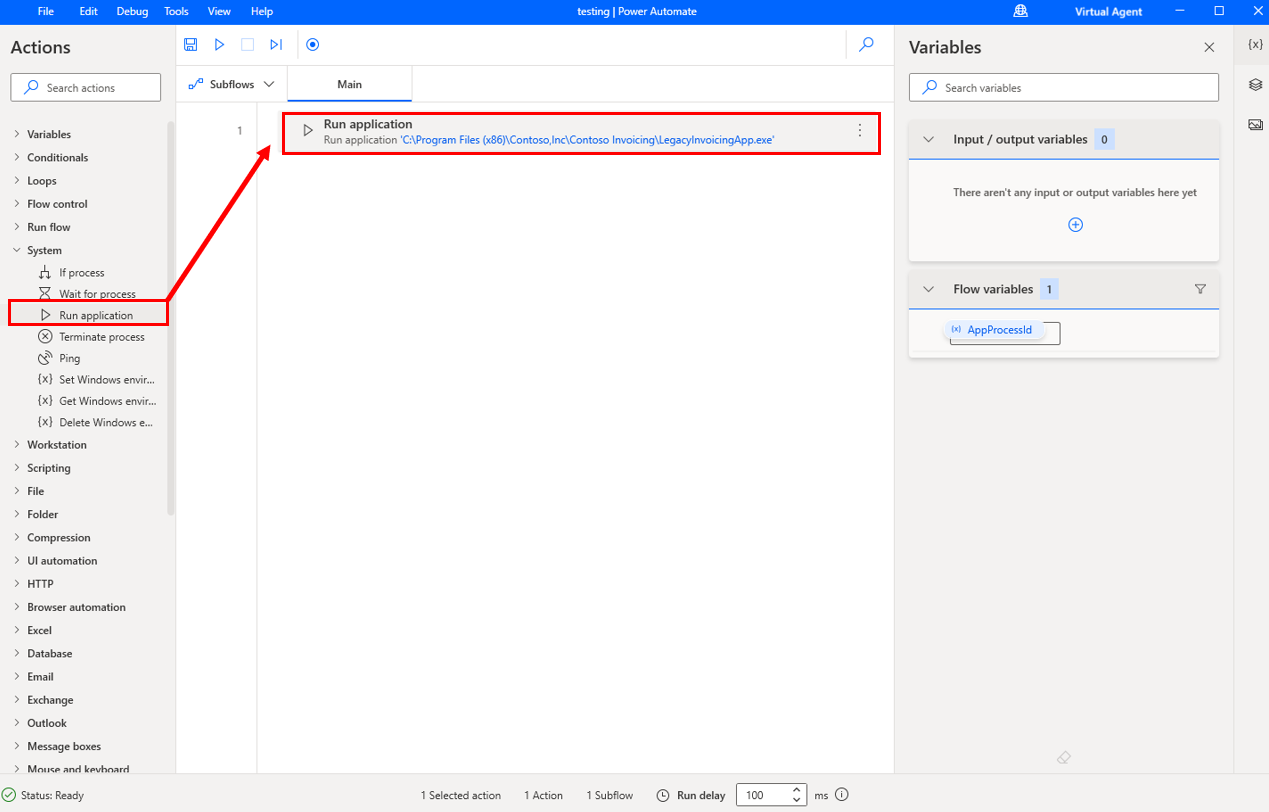 File Edit Debug Tools View Help
testing | Power Automate
Virtual Agent
Actions
Search actions
Variables
Conditionals
Loops
Flow control
Run flow
System
If process
Wait for process
Run application
Terminate process
Ping
{x} Set Windows envir...
{x} Get Windows envir...
{x} Delete Windows e...
Workstation
Scripting
File
Folder
Compression
UI automation
HTTP
Browser automation
Excel
Database
Email
Exchange
Outlook
Message boxes
Mouse and keyboard
Subflows
Main
1
Run application
Run application 'C:\Program Files (x86)\Contoso,Inc\Contoso Invoicing\LegacyInvoicingApp.exe'
Variables
{x}
Search variables
Input / output variables 0
There aren't any input or output variables here yet
Flow variables 1
(x) AppProcessId
Status: Ready
1 Selected action
1 Action
1 Subflow
Run delay
100
ms